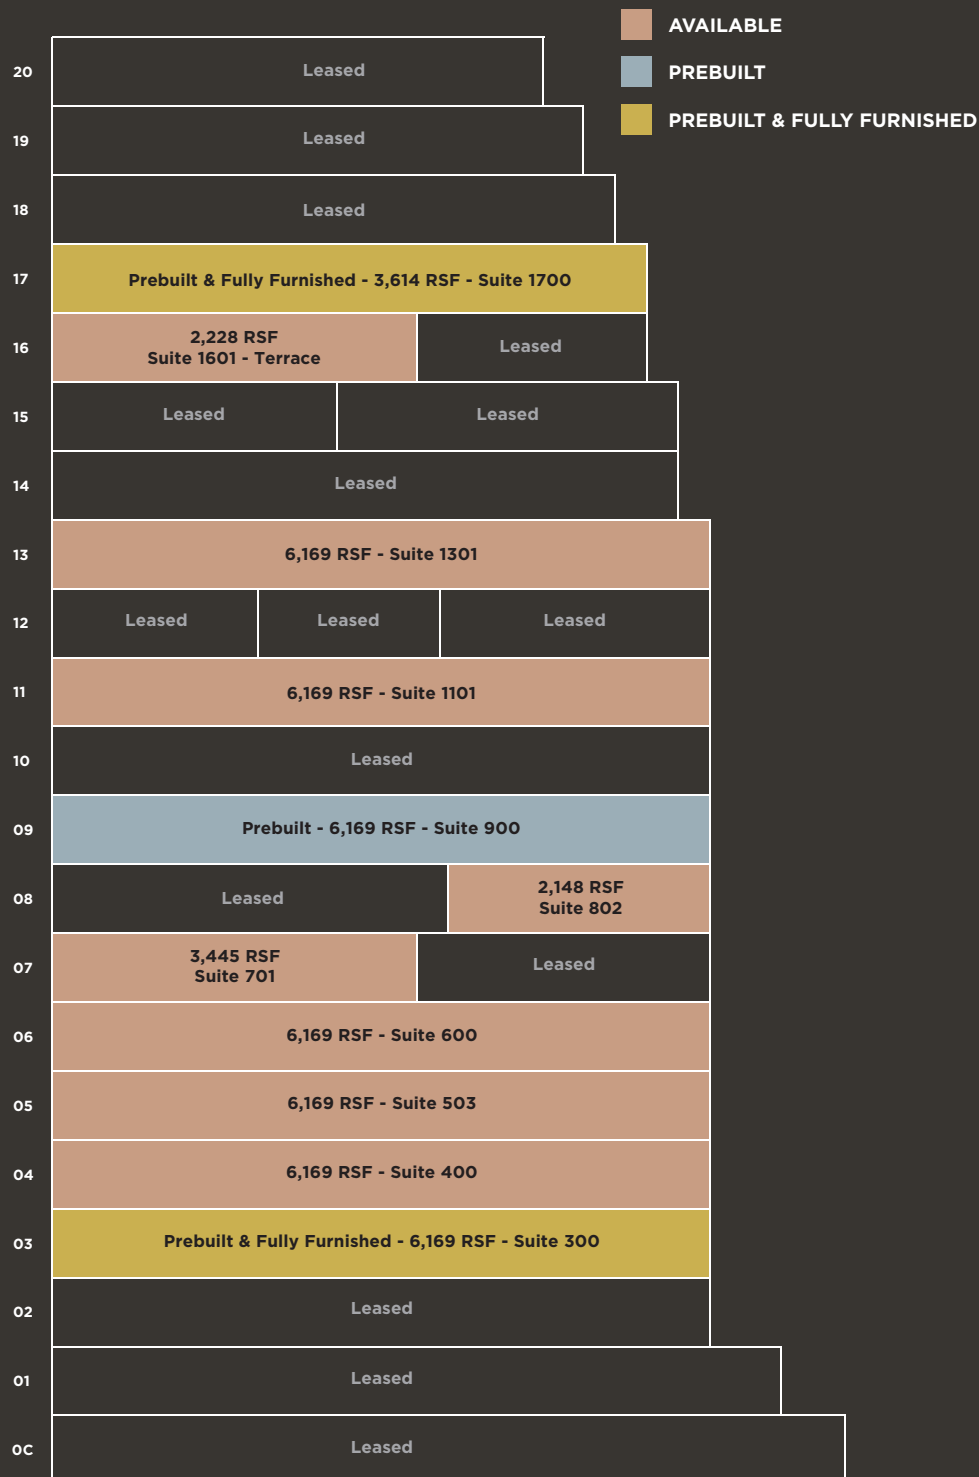 AVAILABLE
PREBUILT
PREBUILT & FULLY FURNISHED
20 Leased
19 Leased
18 Leased
17 Prebuilt & Fully Furnished - 3,614 RSF - Suite 1700
16 2,228 RSF
Suite 1601 - Terrace
Leased
15 Leased Leased
14 Leased
13 6,169 RSF - Suite 1301
12 Leased Leased Leased
11 6,169 RSF - Suite 1101
10 Leased
09 Prebuilt - 6,169 RSF - Suite 900
08 Leased
2,148 RSF
Suite 802
07 3,445 RSF
Suite 701
Leased
06 6,169 RSF - Suite 600
05 6,169 RSF - Suite 503
04 6,169 RSF - Suite 400
03 Prebuilt & Fully Furnished - 6,169 RSF - Suite 300
02 Leased
01 Leased
0C Leased